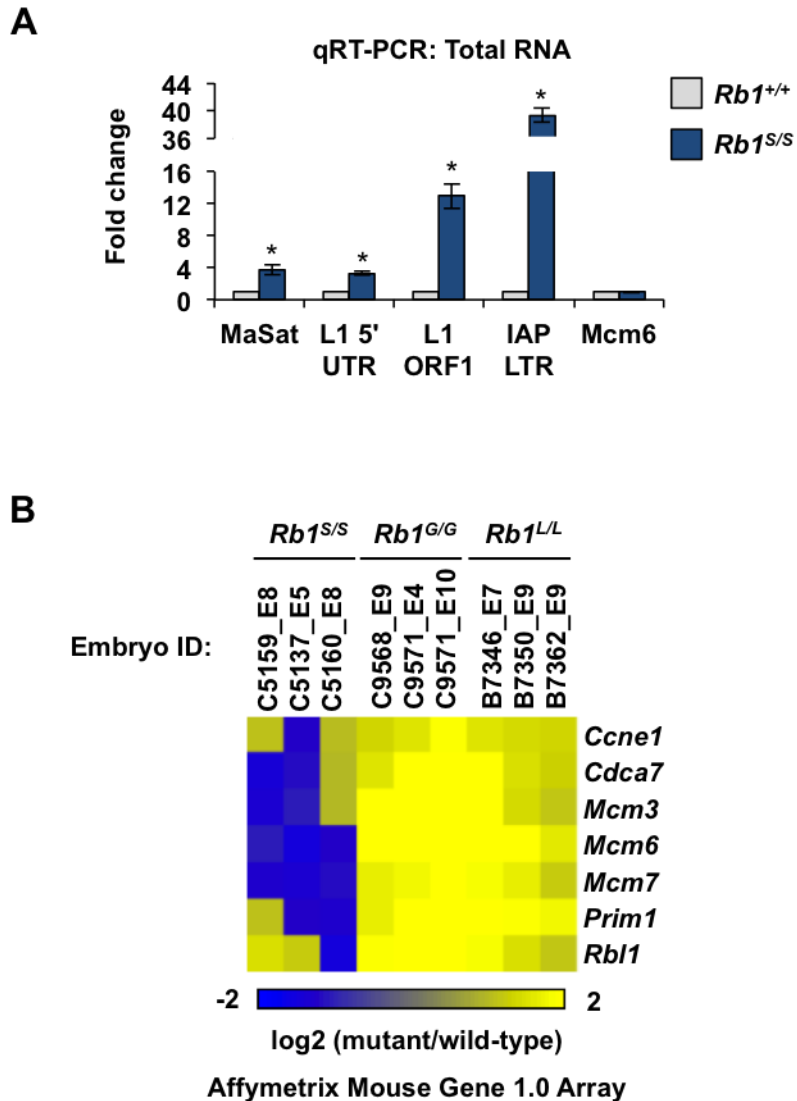 A
qRT-PCR: Total RNA
Fold change
44
40
36
16
12
8
4
0
*
*
*
*
Rb1+/+
Rb1S/S
MaSat
L1 5'
UTR
L1
ORF1
IAP
LTR
Mcm6
B
Rb1S/S
Rb1G/G
Rb1L/L
Embryo ID:
C5159_E8
C5137_E5
C5160_E8
C9568_E9
C9571_E4
C9571_E10
B7346_E7
B7350_E9
B7362_E9
Ccne1
Cdca7
Mcm3
Mcm6
Mcm7
Prim1
Rbl1
-2
2
log2 (mutant/wild-type)
Affymetrix Mouse Gene 1.0 Array